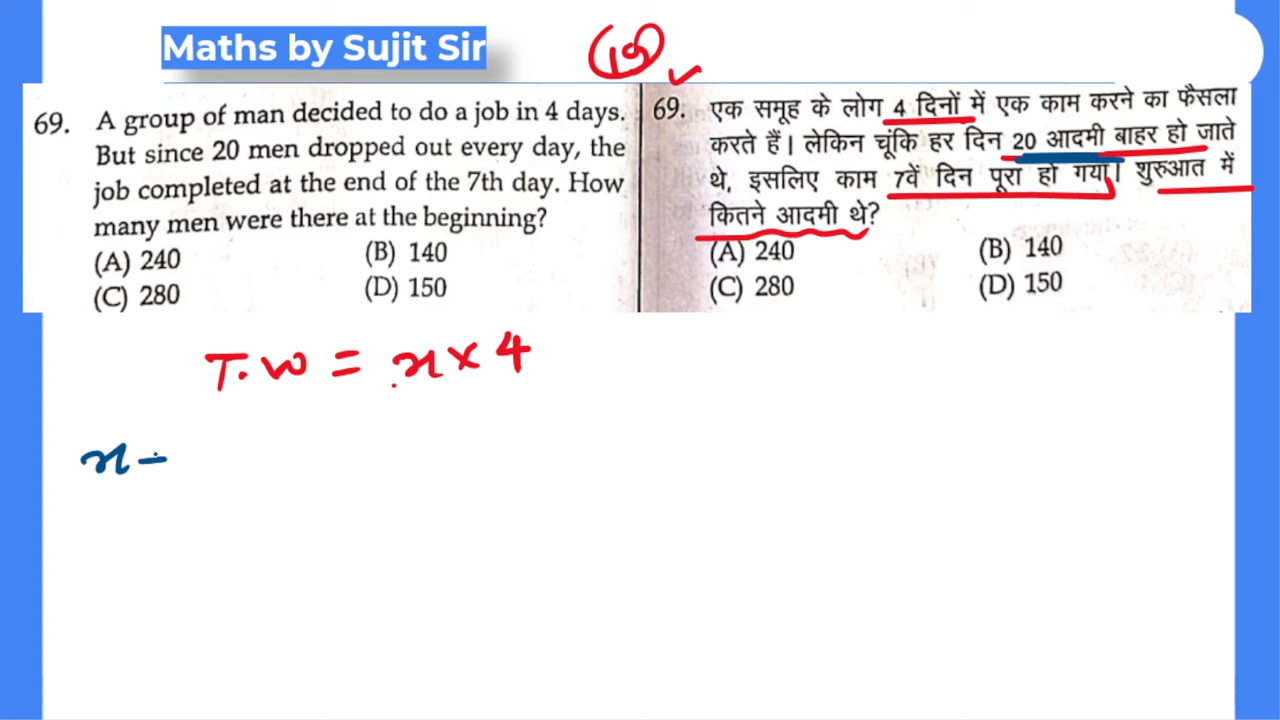 Maths by Sujit Sir
69. A group of man decided to do a job in 4 days.
But since 20 men dropped out every day, the
job completed at the end of the 7th day. How
many men were there at the beginning?
(A) 240 (B) 140
(C) 280 (D) 150
69. एक समूह के लोग 4 दिनों में एक काम करने का फैसला
करते हैं। लेकिन चूंकि हर दिन 20 आदमी बाहर हो जाते
थे, इसलिए काम 7वें दिन पूरा हो गया। शुरुआत में
कितने आदमी थे?
(A) 240 (B) 140
(C) 280 (D) 150
T.W = x × 4
x –